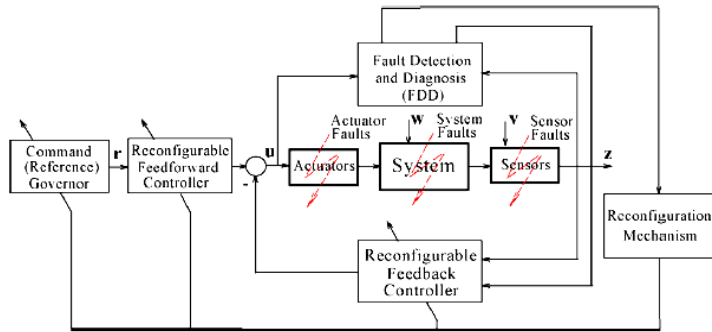 Fault Detection
and Diagnosis
(FDD)
Actuator
Faults
w
System
Faults
v
Sensor
Faults
Command
(Reference)
Governor
r
Reconfigurable
Feedforward
Controller
-
u
Actuators
System
Sensors
z
Reconfiguration
Mechanism
Reconfigurable
Feedback
Controller